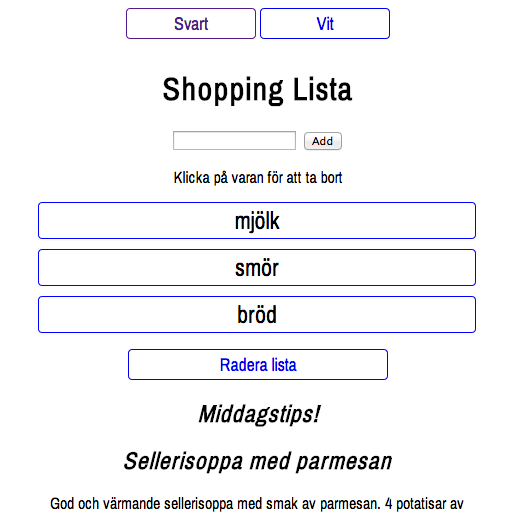 Svart Vit
Shopping Lista
Add
Klicka på varan för att ta bort
mjölk
smör
bröd
Radera lista
Middagstips!
Sellerisoppa med parmesan
God och värmande sellerisoppa med smak av parmesan. 4 potatisar av